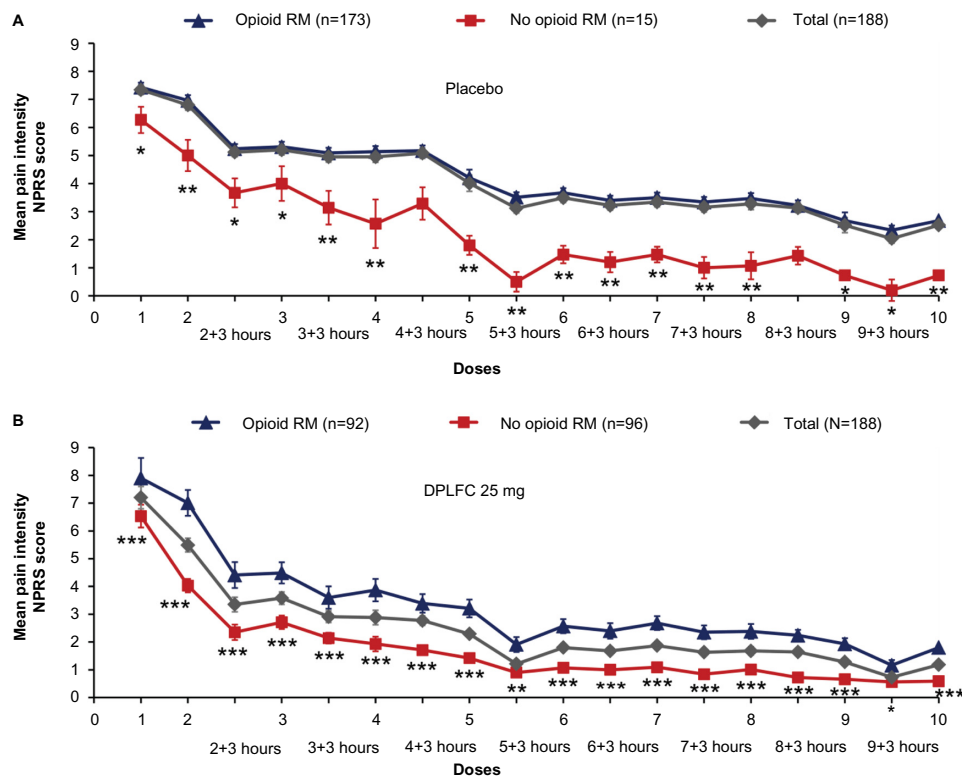 A
Opioid RM (n=173) No opioid RM (n=15) Total (n=188)
Mean pain intensity
NPRS score
9
8
7
6
5
4
3
2
1
0
Placebo
* ** * * ** ** ** ** ** ** ** ** ** * * **
0 1 2 3 4 5 6 7 8 9 10
2+3 hours 3+3 hours 4+3 hours 5+3 hours 6+3 hours 7+3 hours 8+3 hours 9+3 hours
Doses
B
Opioid RM (n=92) No opioid RM (n=96) Total (N=188)
Mean pain intensity
NPRS score
9
8
7
6
5
4
3
2
1
0
DPLFC 25 mg
*** *** *** *** *** *** *** *** ** *** *** *** *** *** *** *** * ***
0 1 2 3 4 5 6 7 8 9 10
2+3 hours 3+3 hours 4+3 hours 5+3 hours 6+3 hours 7+3 hours 8+3 hours 9+3 hours
Doses